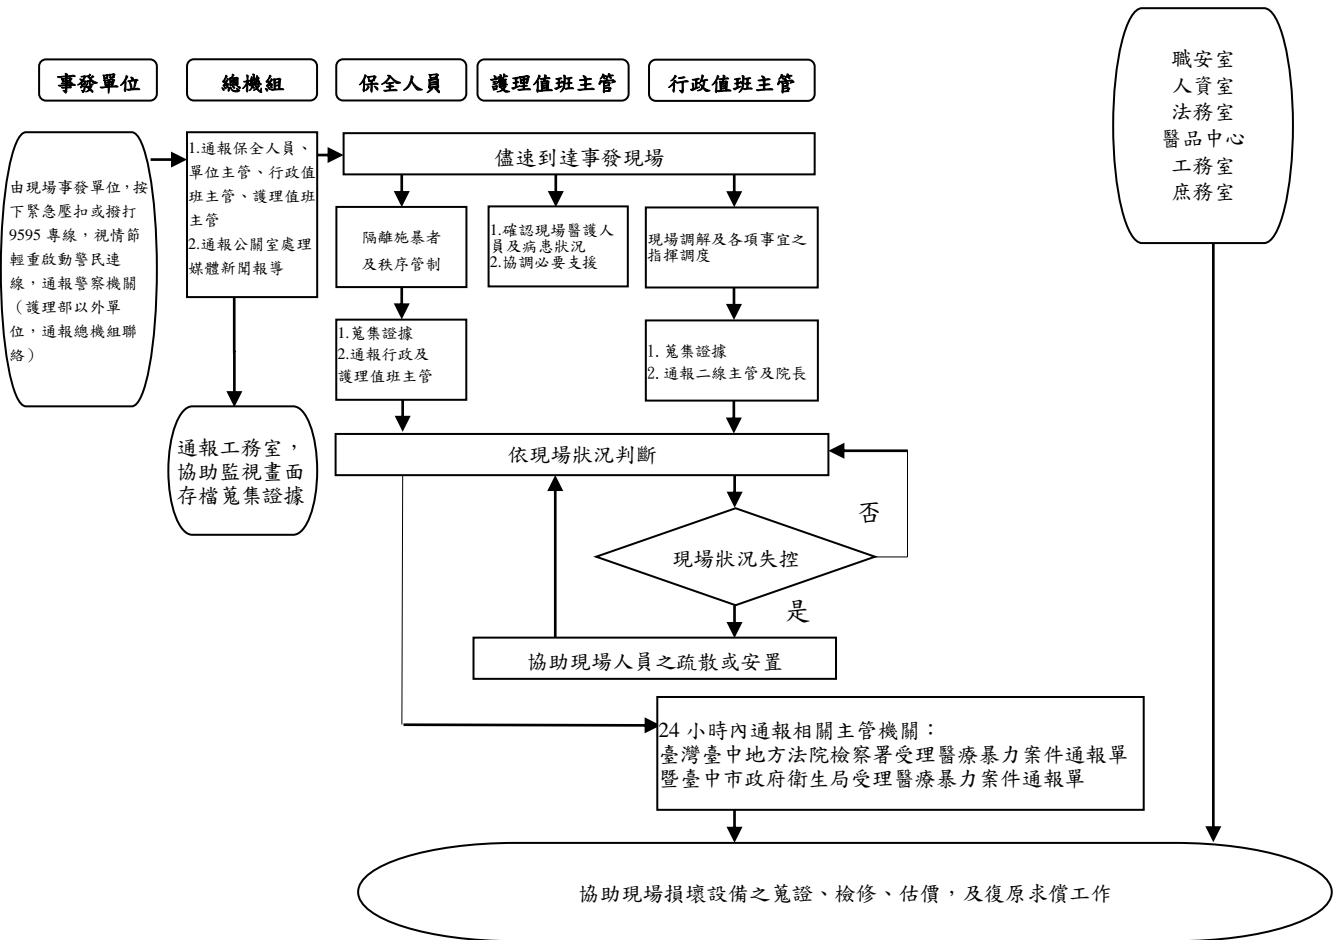 事發單位
總機組
保全人員
護理值班主管
行政值班主管
職安室
人資室
法務室
醫品中心
工務室
庶務室
由現場事發單位，按
下緊急壓扣或撥打
9595 專線，視情節
輕重啟動警民連
線，通報警察機關
（護理部以外單
位，通報總機組聯
絡）
1.通報保全人員、
單位主管、行政值
班主管、護理值班
主管
2.通報公關室處理
媒體新聞報導
儘速到達事發現場
隔離施暴者
及秩序管制
1.確認現場醫護人
員及病患狀況
2.協調必要支援
現場調解及各項事宜之
指揮調度
1.蒐集證據
2.通報行政及
護理值班主管
1. 蒐集證據
2. 通報二線主管及院長
通報工務室，
協助監視畫面
存檔蒐集證據
依現場狀況判斷
否
現場狀況失控
是
協助現場人員之疏散或安置
24 小時內通報相關主管機關：
臺灣臺中地方法院檢察署受理醫療暴力案件通報單
暨臺中市政府衛生局受理醫療暴力案件通報單
協助現場損壞設備之蒐證、檢修、估價，及復原求償工作